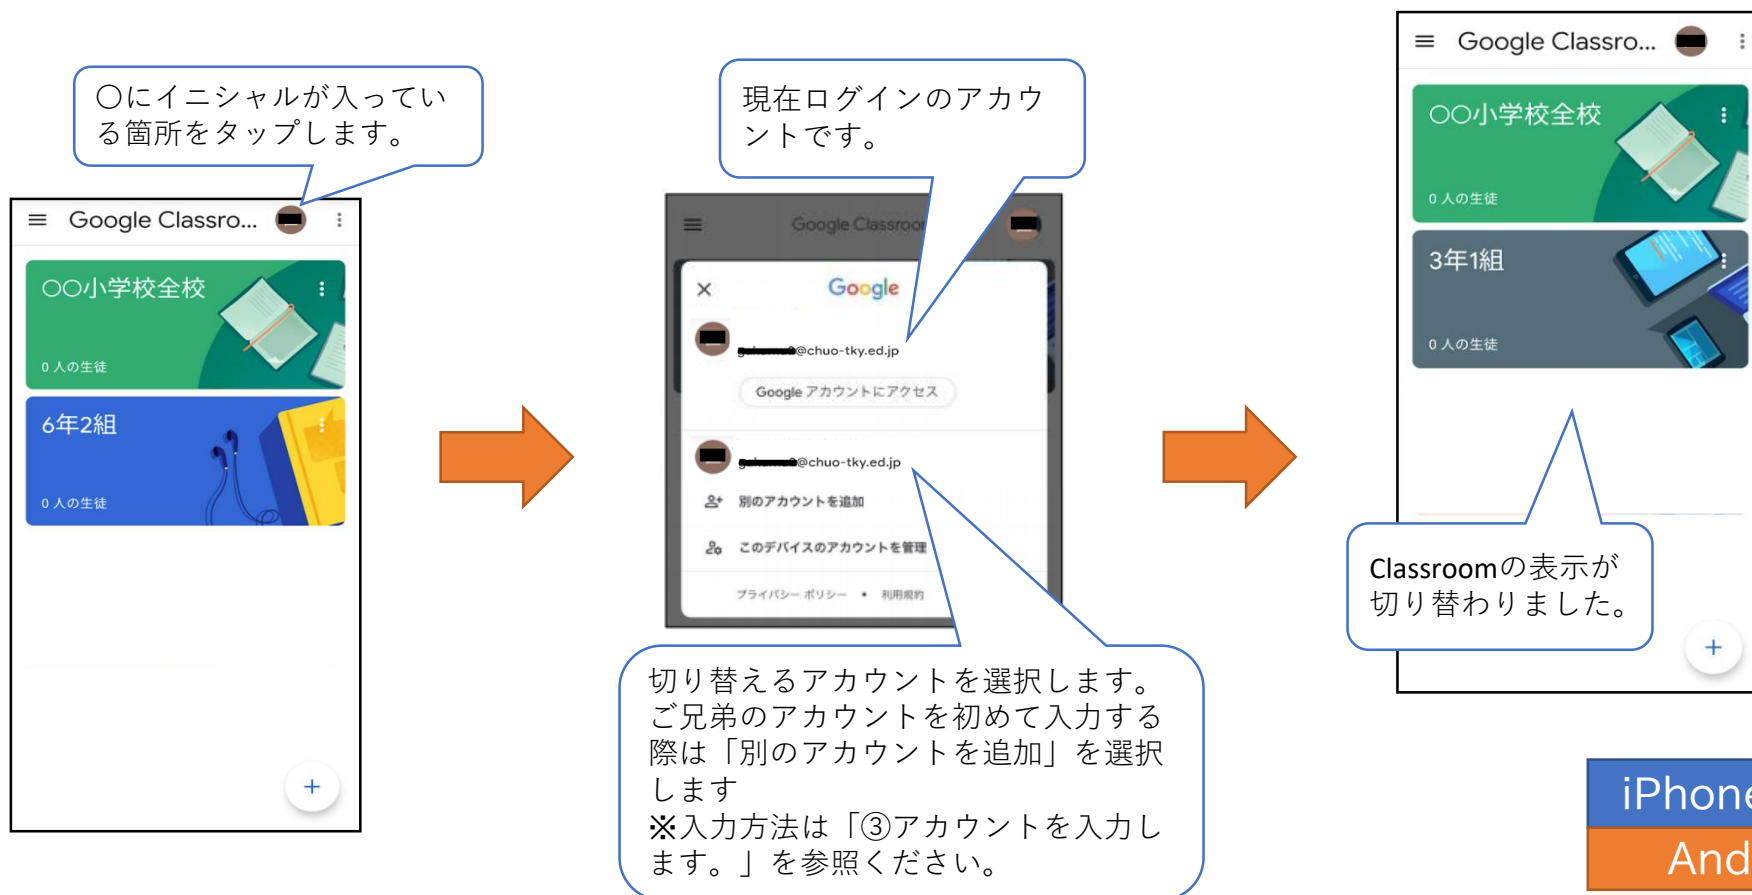 ○にイニシャルが入ってい
る箇所をタップします。
Google Classro...
○○小学校全校
0 人の生徒
6年2組
0 人の生徒
現在ログインのアカウ
ントです。
Google Classroo
Google
@chuo-tky.ed.jp
Google アカウントにアクセス
@chuo-tky.ed.jp
別のアカウントを追加
このデバイスのアカウントを管理
プライバシー ポリシー • 利用規約
切り替えるアカウントを選択します。
ご兄弟のアカウントを初めて入力する
際は「別のアカウントを追加」を選択
します
※入力方法は「③アカウントを入力し
ます。」を参照ください。
Google Classro...
○○小学校全校
0 人の生徒
3年1組
0 人の生徒
Classroomの表示が
切り替わりました。
iPhone
And